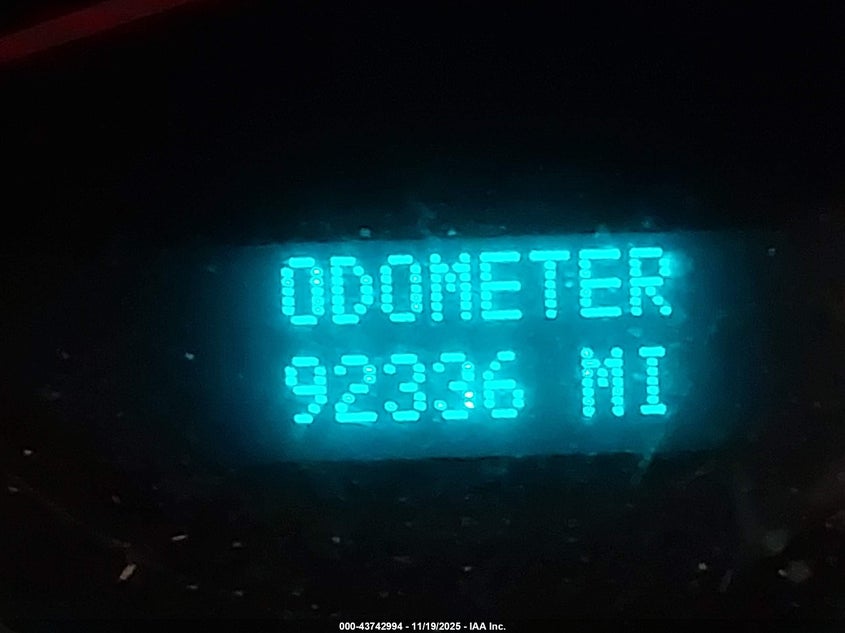 ODOMETER
92336 MI
000-43742994 - 11/19/2025 - IAA Inc.